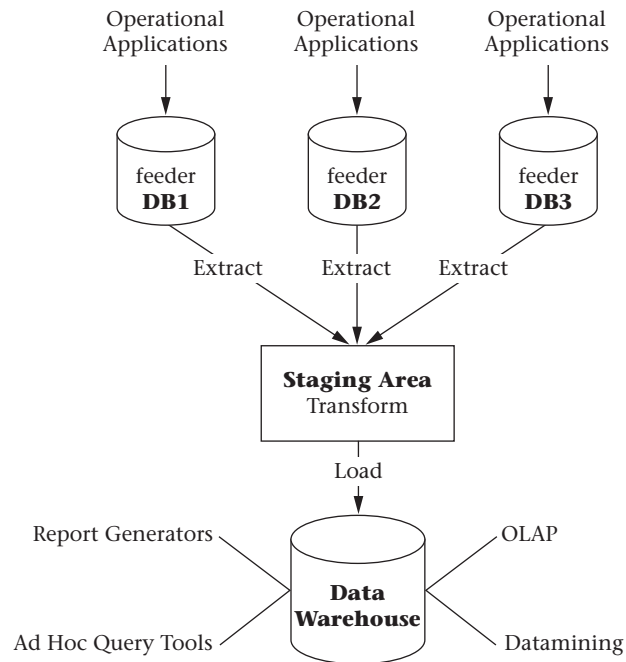 Operational
Applications
Operational
Applications
Operational
Applications
feeder
DB1
feeder
DB2
feeder
DB3
Extract
Extract
Extract
Staging Area
Transform
Load
Report Generators
OLAP
Data
Warehouse
Ad Hoc Query Tools
Datamining